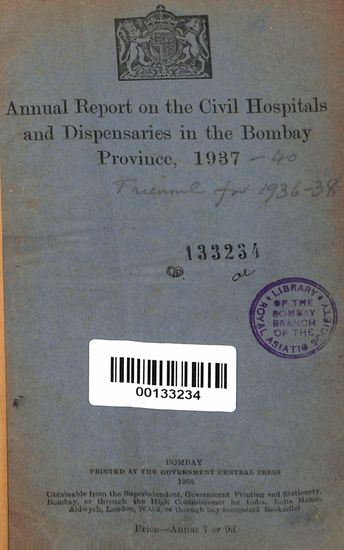 Annual Report on the Civil Hospitals
and Dispensaries in the Bombay
Province, 1937 - 40
Triennial for 1936-38
133234
LIBRARY
OF THE
BOMBAY
BRANCH
OF THE
ROYAL ASIATIC SOCIETY
00133234
BOMBAY
PRINTED AT THE GOVERNMENT CENTRAL PRESS
1938
Obtainable from the Superintendent, Government Printing and Stationery,
Bombay, or through the High Commissioner for India, India House,
Aldwych, London, W.C.2, or through any recognized Bookseller
Price—Annas 7 or 9d.